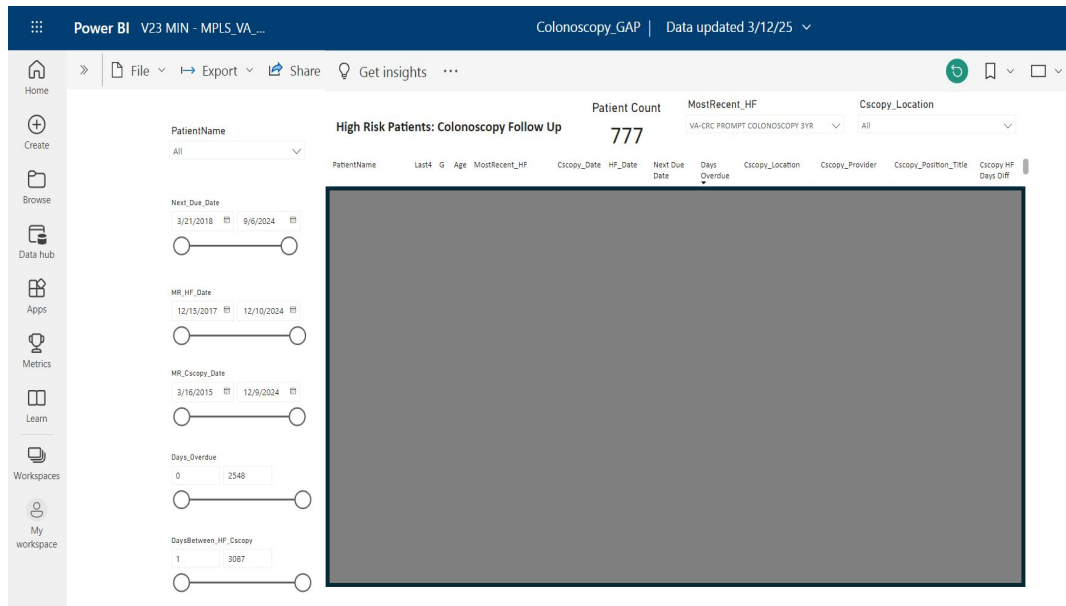 Power BI V23 MIN - MPLS_VA_...
Colonoscopy_GAP | Data updated 3/12/25
Home
Create
Browse
Data hub
Apps
Metrics
Learn
Workspaces
My
workspace
File
Export
Share
Get insights
...
PatientName
All
Next_Due_Date
3/21/2018 9/6/2024
MR_HF_Date
12/15/2017 12/10/2024
MR_Cscopy_Date
3/16/2015 12/9/2024
Days_Overdue
0 2548
DaysBetween_HF_Cscopy
1 3087
High Risk Patients: Colonoscopy Follow Up
Patient Count
777
MostRecent_HF
VA-CRC PROMPT COLONOSCOPY 3YR
Cscopy_Location
All
PatientName Last4 G Age MostRecent_HF Cscopy_Date HF_Date Next Due Days Cscopy_Location Cscopy_Provider Cscopy_Position_Title Cscopy HF
Date Overdue Days Diff